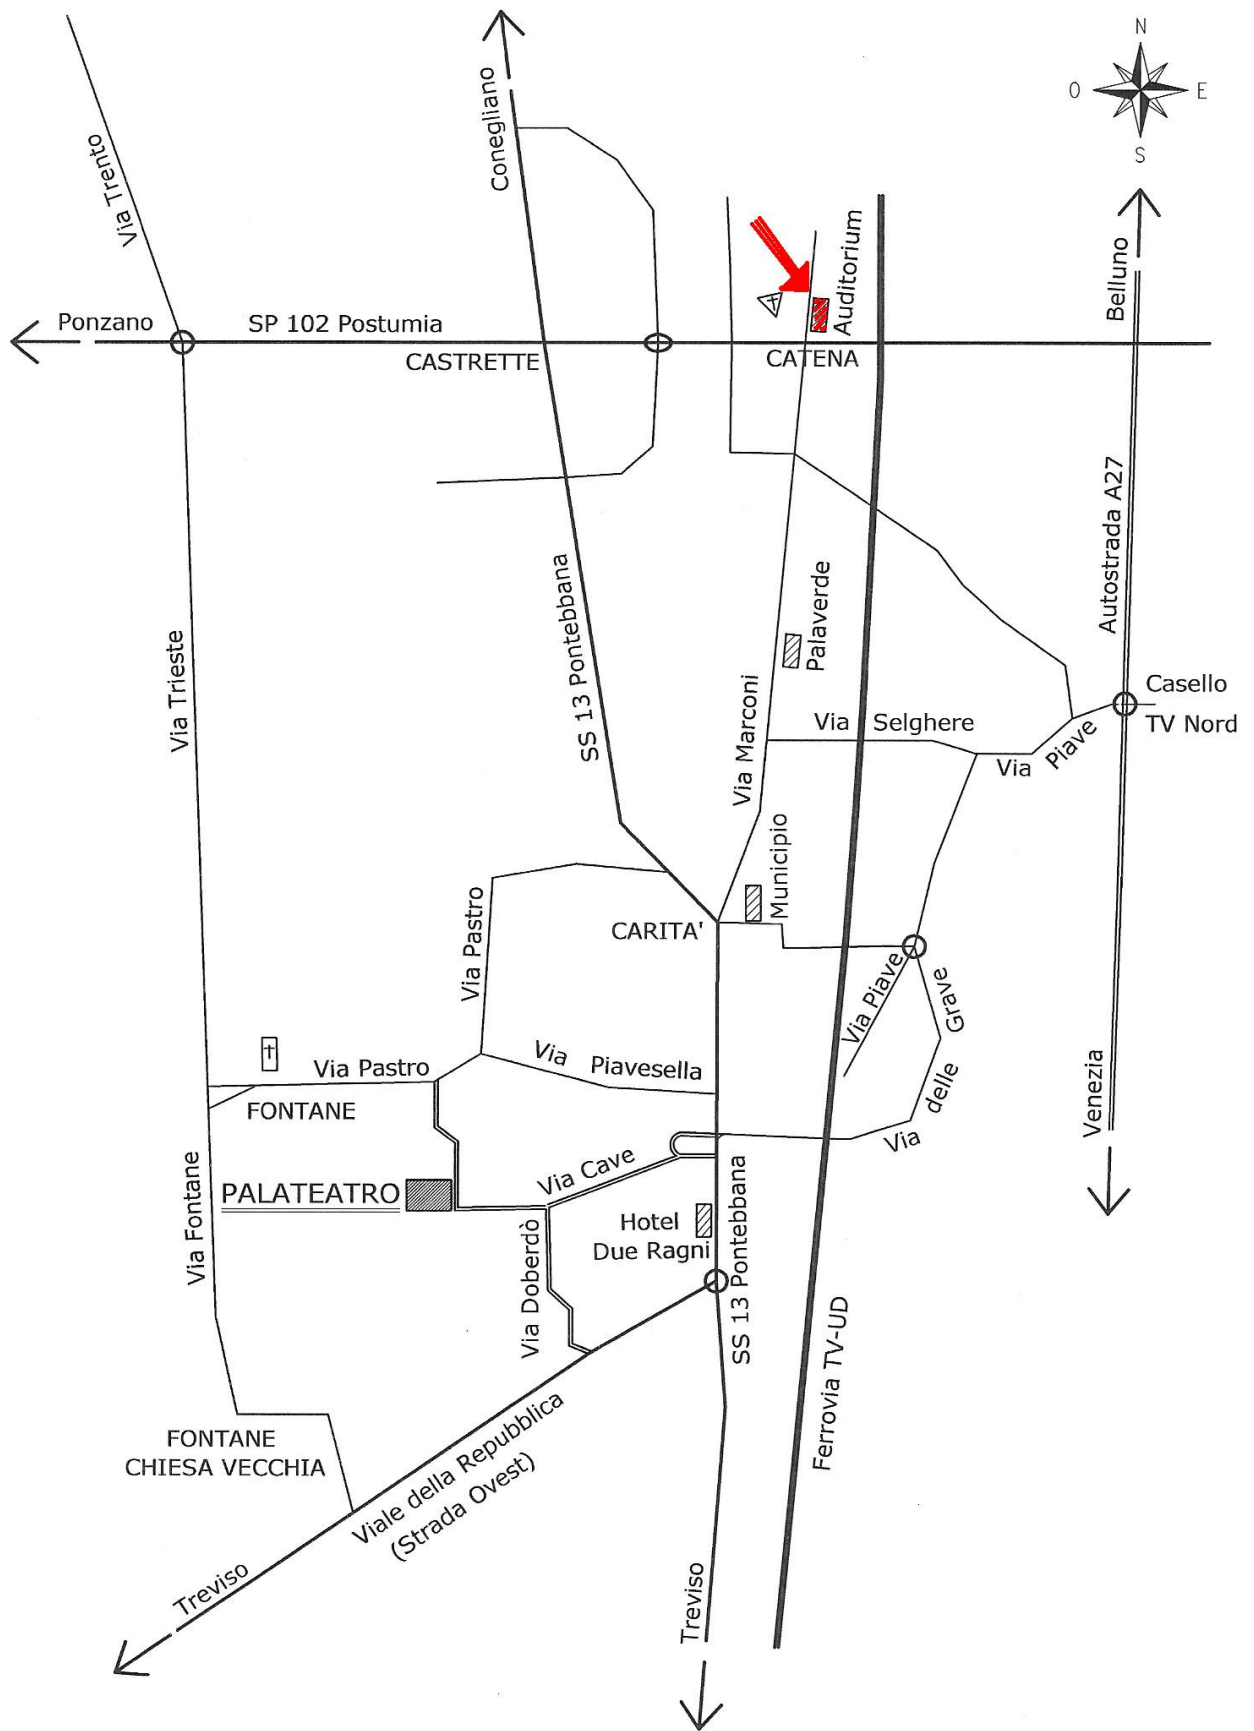 N
O
E
S
Conegliano
Via Trento
Ponzano
SP 102 Postumia
CASTRETTE
CATENA
Auditorium
Belluno
Autostrada A27
SS 13 Pontebbana
Palaverde
Via Trieste
Via Marconi
Via Selghere
Casello
TV Nord
Via Piave
Municipio
CARITA'
Via Pastro
Via Piave
Via delle Grave
Via Pastro
Via Piavesella
FONTANE
Venezia
Via Cave
PALATEATRO
Via Fontane
Hotel
Due Ragni
Via Doberdò
SS 13 Pontebbana
Ferrovia TV-UD
FONTANE
CHIESA VECCHIA
Viale della Repubblica
(Strada Ovest)
Treviso
Treviso